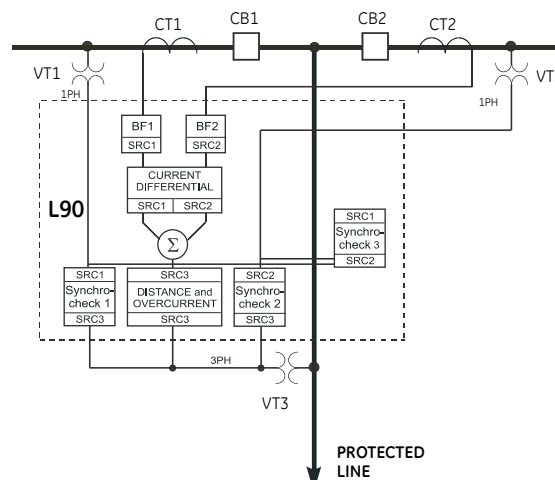 CT1
CB1
CB2
CT2
VT1
VT
1PH
1PH
BF1
SRC1
BF2
SRC2
CURRENT
DIFFERENTIAL
SRC1
SRC2
L90
Σ
SRC1
Synchro-
check 3
SRC2
SRC1
Synchro-
check 1
SRC3
SRC3
DISTANCE and
OVERCURRENT
SRC3
SRC2
Synchro-
check 2
SRC3
3PH
VT3
PROTECTED
LINE